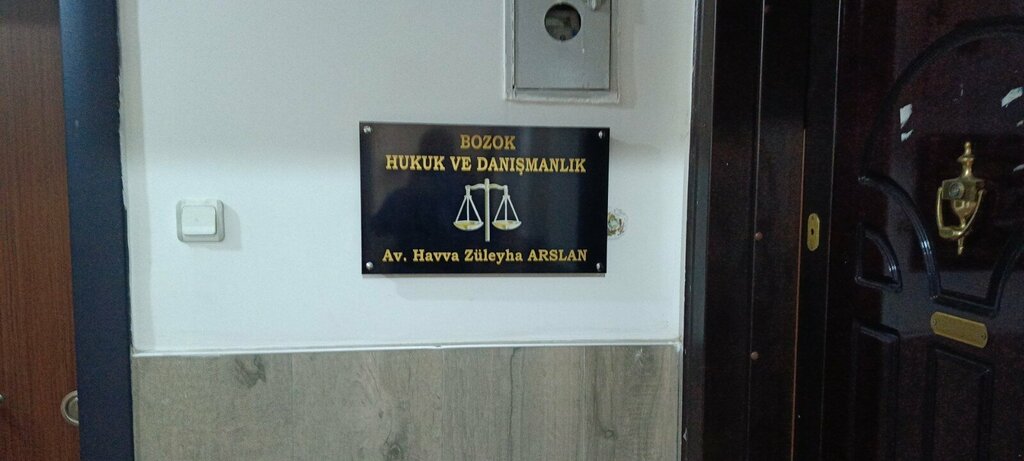 BOZOK
HUKUK VE DANIŞMANLIK
Av. Havva Züleyha ARSLAN